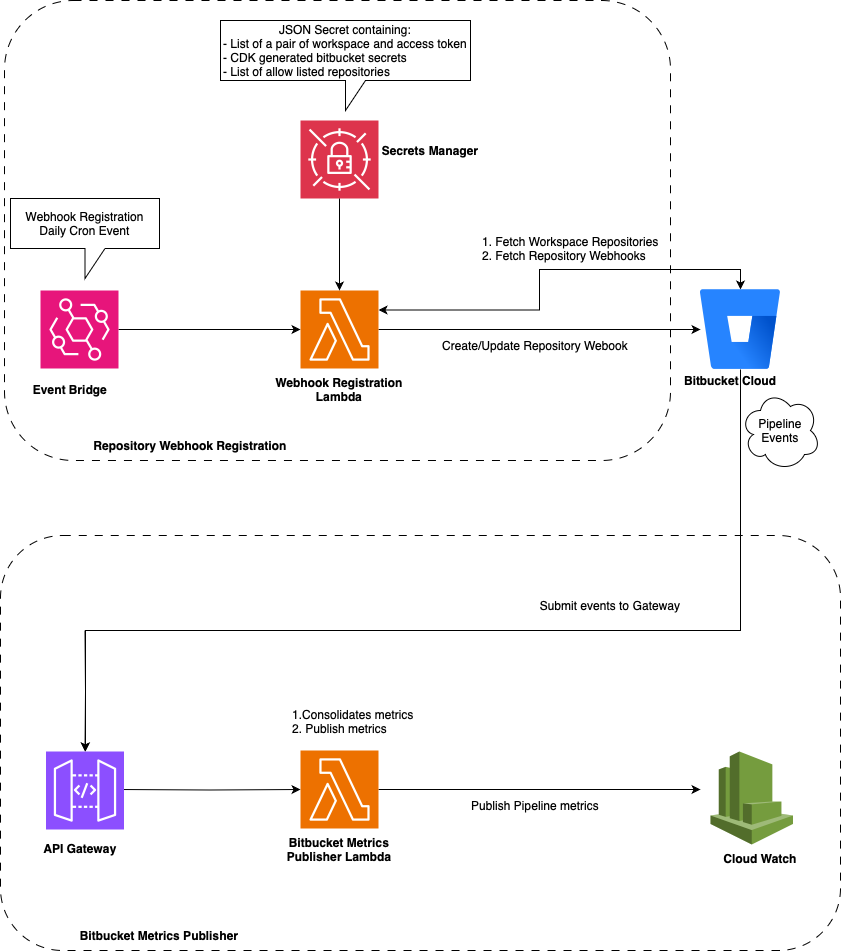 JSON Secret containing:
- List of a pair of workspace and access token
- CDK generated bitbucket secrets
- List of allow listed repositories
Secrets Manager
Webhook Registration
Daily Cron Event
1. Fetch Workspace Repositories
2. Fetch Repository Webhooks
Create/Update Repository Webook
Event Bridge
Webhook Registration
Lambda
Bitbucket Cloud
Repository Webhook Registration
Pipeline
Events
Submit events to Gateway
1.Consolidates metrics
2. Publish metrics
</>
Publish Pipeline metrics
API Gateway
Bitbucket Metrics
Publisher Lambda
Cloud Watch
Bitbucket Metrics Publisher